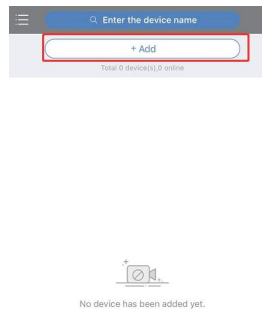 Enter the device name
+ Add
Total 0 device(s),0 online
No device has been added yet.